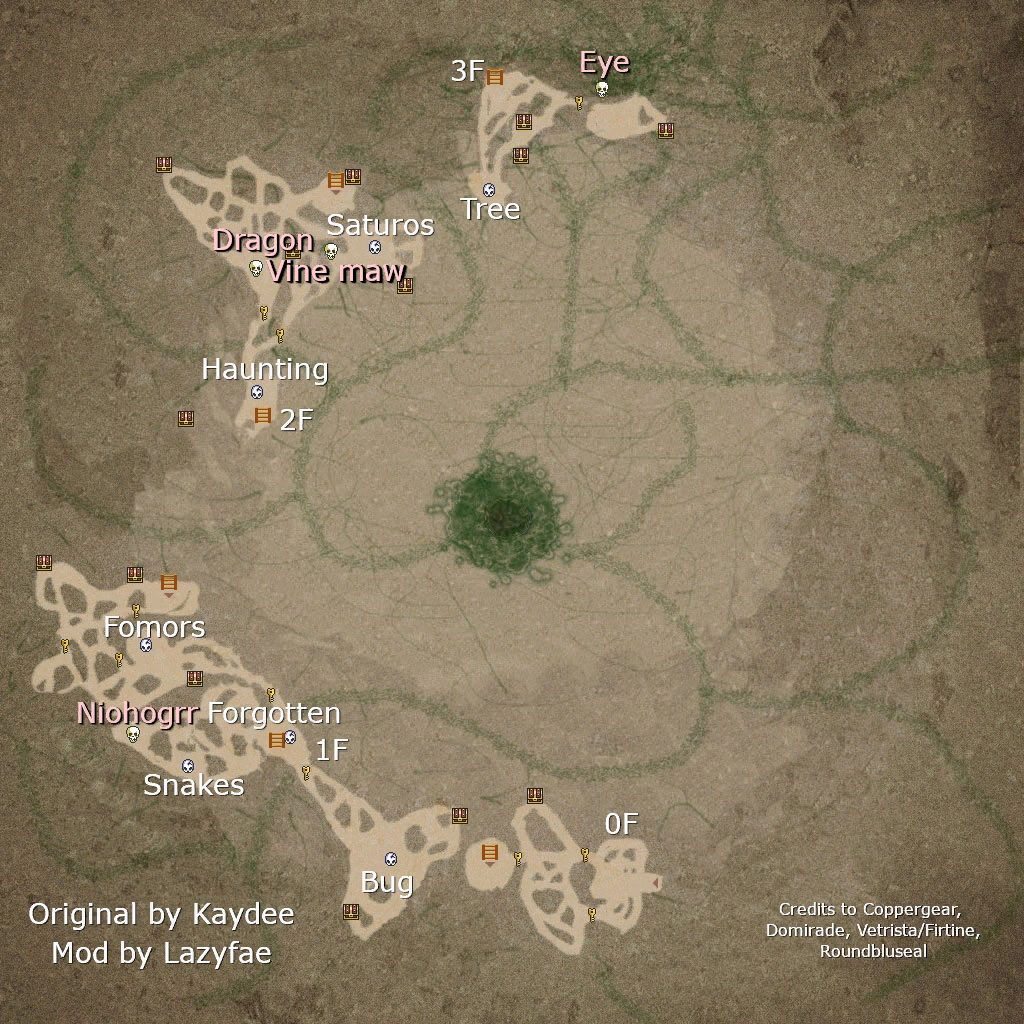 Eye
3F
Tree
Saturos
Dragon
Vine maw
Haunting
2F
Fomors
Niohogrr
Forgotten
1F
Snakes
0F
Bug
Original by Kaydee
Mod by Lazyfae
Credits to Coppergear,
Domirade, Vetrista/Firtine,
Roundbluseal